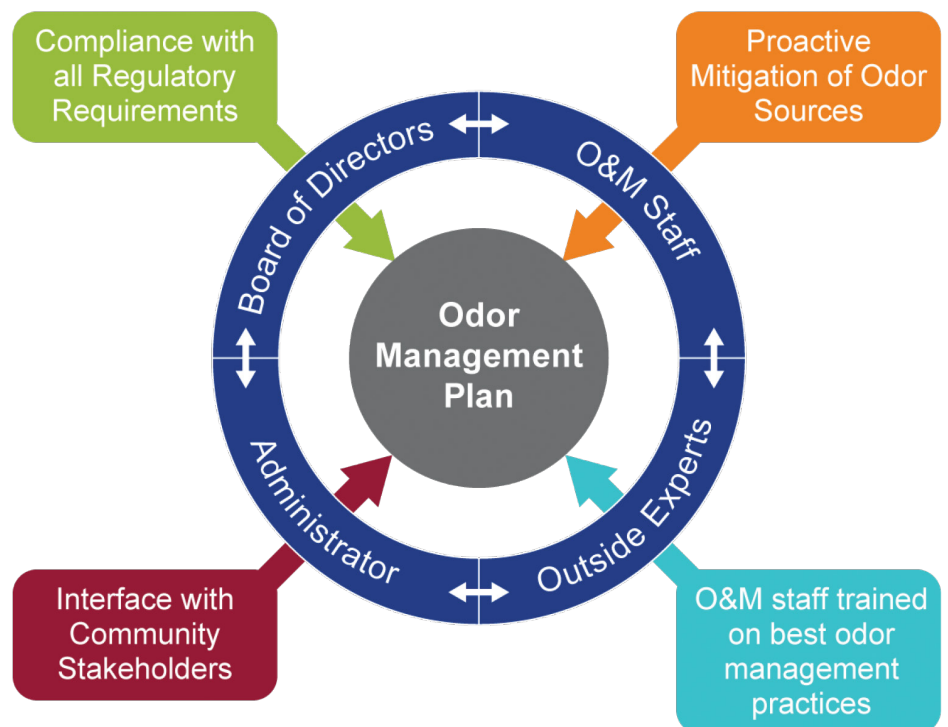 Compliance with
all Regulatory
Requirements
Proactive
Mitigation of Odor
Sources
Board of Directors
O&M Staff
Odor
Management
Plan
Administrator
Outside Experts
Interface with
Community
Stakeholders
O&M staff trained
on best odor
management
practices